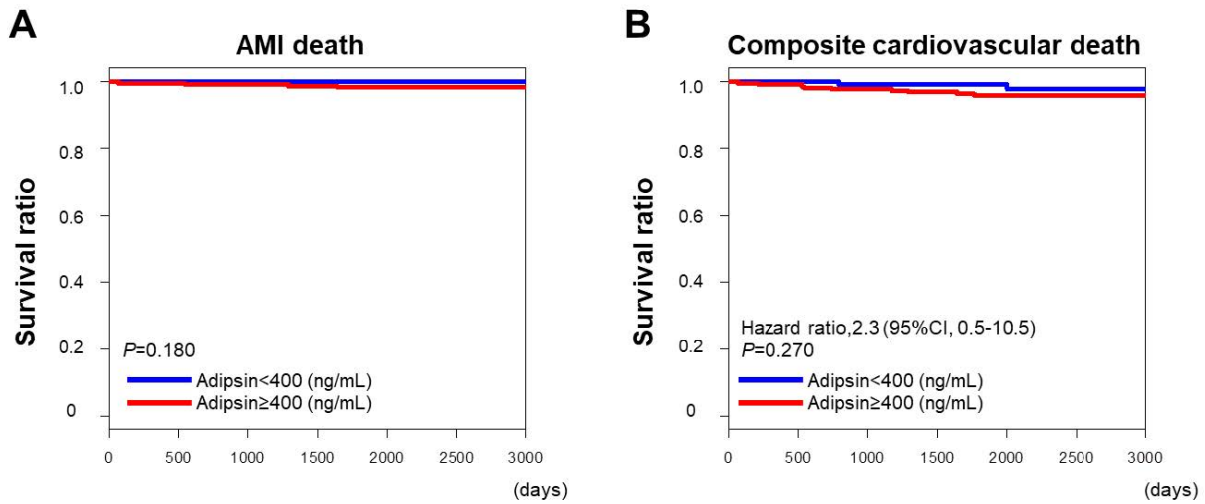 A
AMI death
Survival ratio
1.0
0.8
0.6
0.4
0.2
0
P=0.180
Adipsin<400 (ng/mL)
Adipsin≥400 (ng/mL)
0 500 1000 1500 2000 2500 3000
(days)
B
Composite cardiovascular death
Survival ratio
1.0
0.8
0.6
0.4
0.2
0
Hazard ratio,2.3 (95%CI, 0.5-10.5)
P=0.270
Adipsin<400 (ng/mL)
Adipsin≥400 (ng/mL)
0 500 1000 1500 2000 2500 3000
(days)